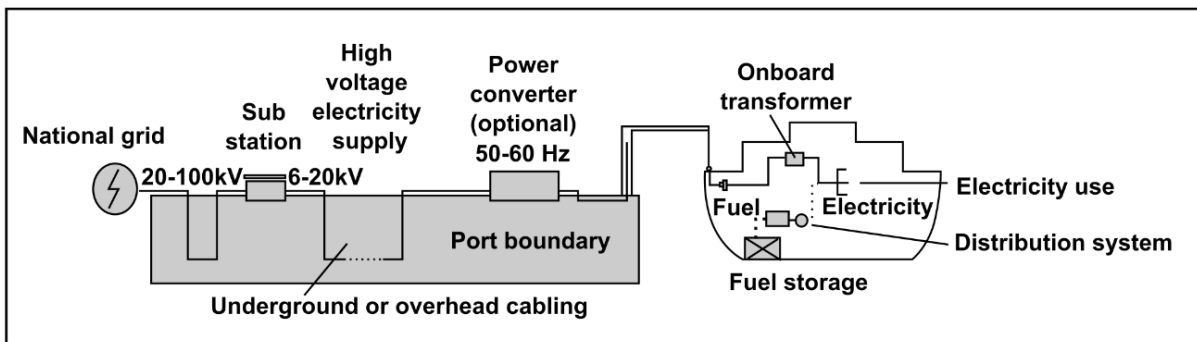 National grid
20-100kV
Sub
station
6-20kV
High
voltage
electricity
supply
Power
converter
(optional)
50-60 Hz
Port boundary
Underground or overhead cabling
Onboard
transformer
Fuel
Electricity
Electricity use
Distribution system
Fuel storage